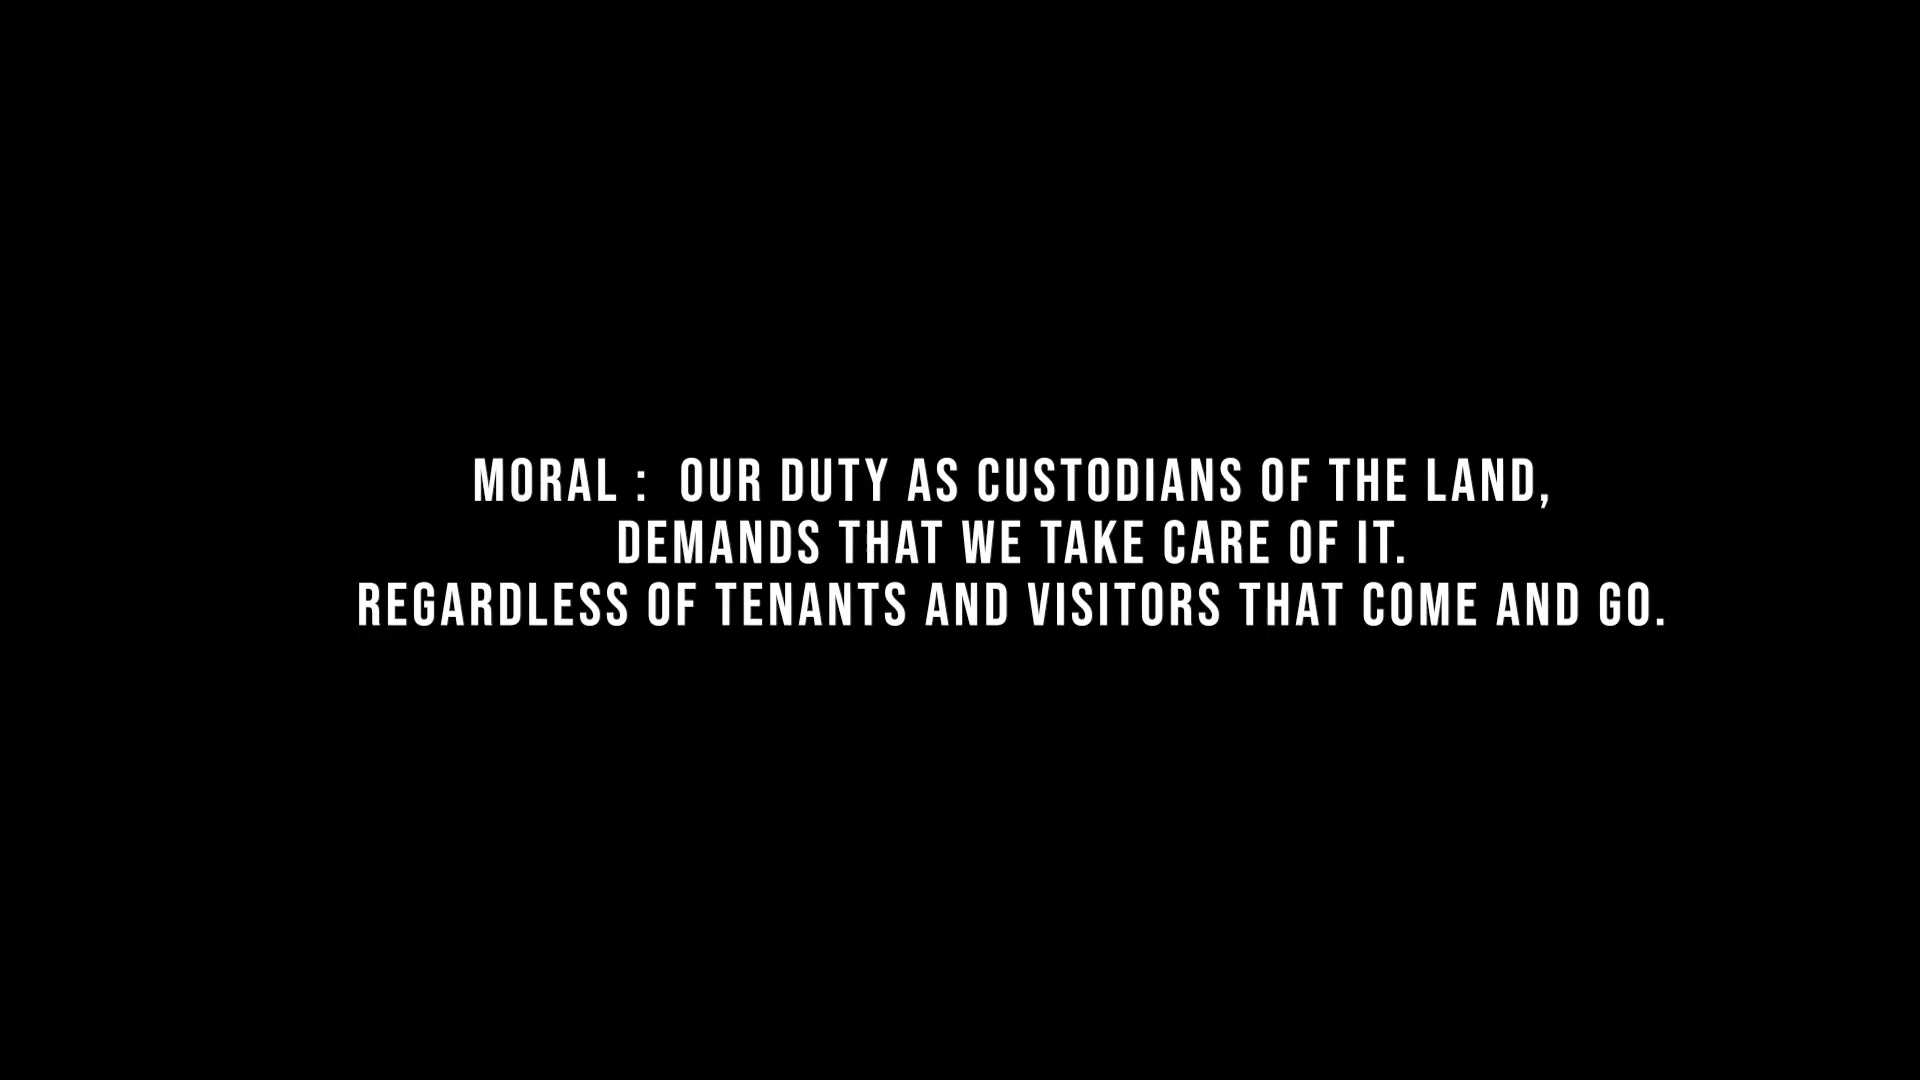 MORAL :  OUR DUTY AS CUSTODIANS OF THE LAND,
DEMANDS THAT WE TAKE CARE OF IT.
REGARDLESS OF TENANTS AND VISITORS THAT COME AND GO.